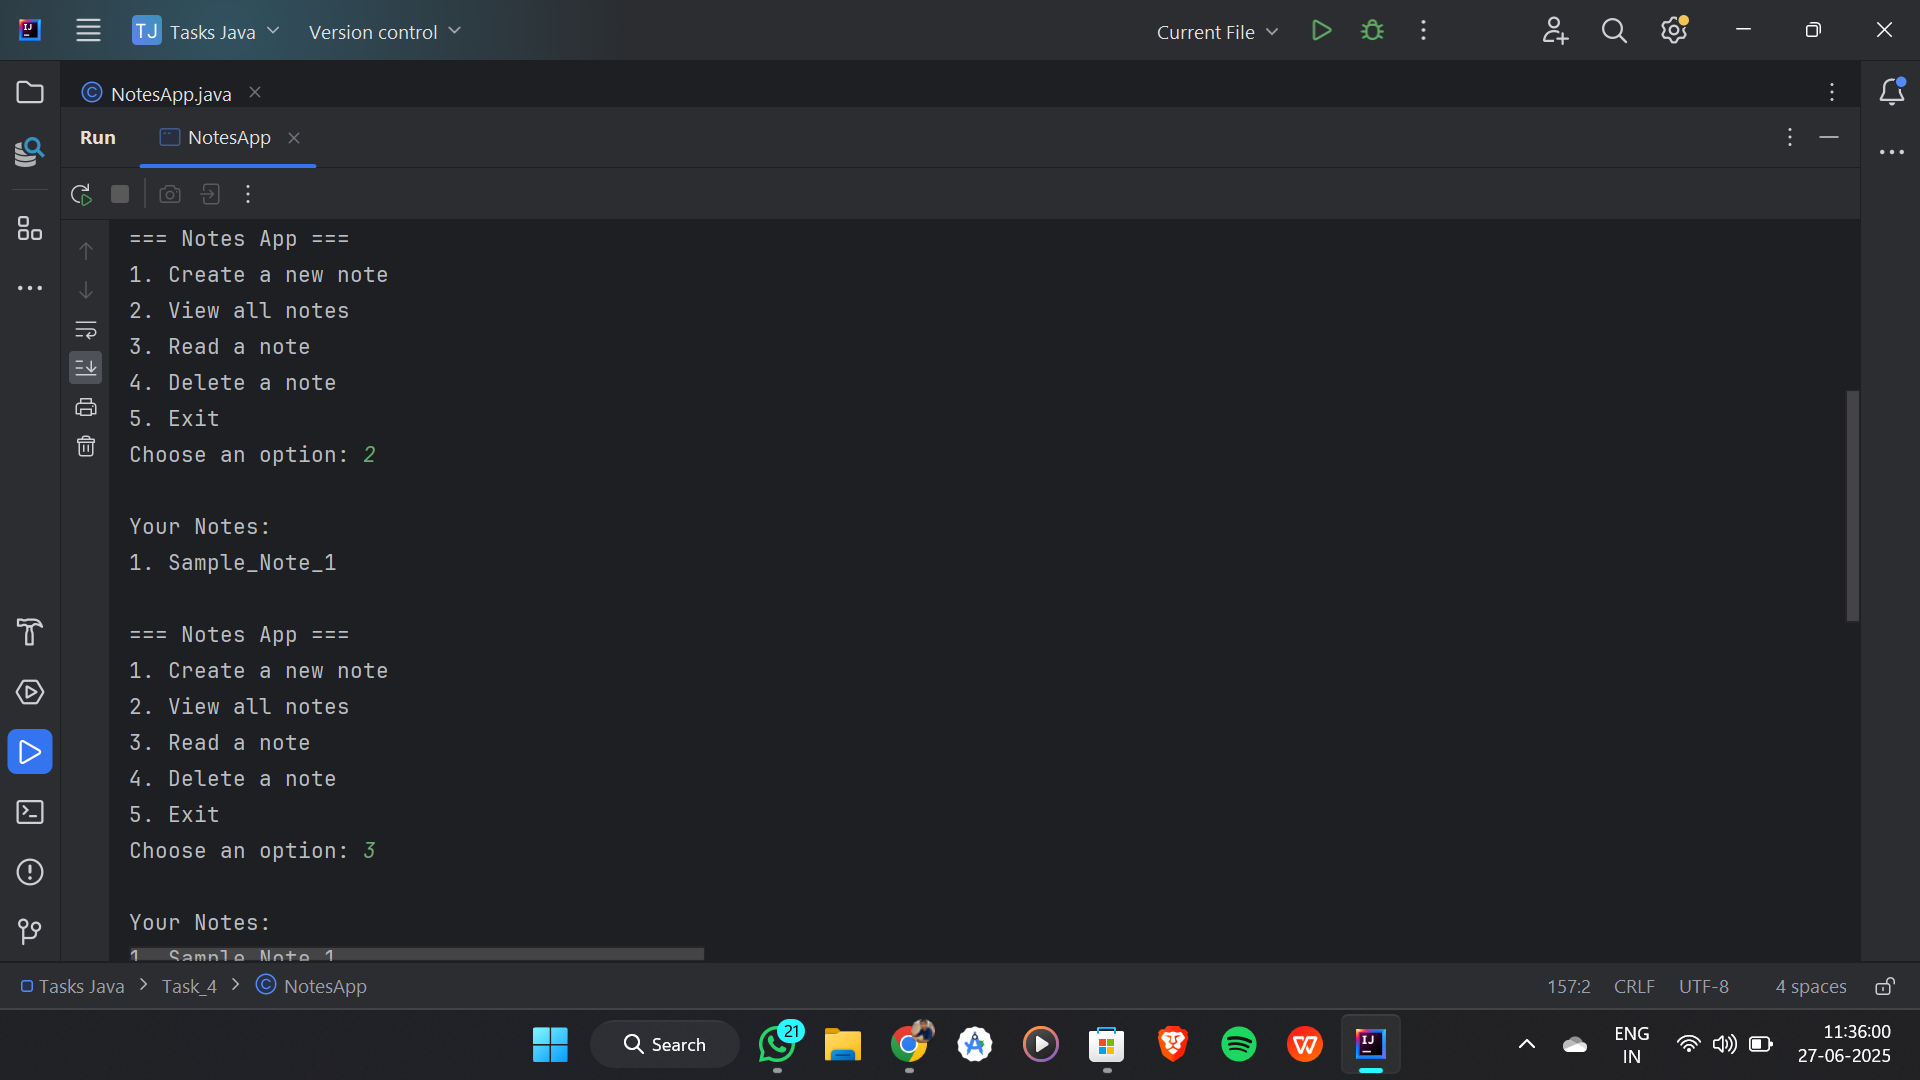 TJ Tasks Java Version control Current File
NotesApp.java
Run NotesApp
=== Notes App ===
1. Create a new note
2. View all notes
3. Read a note
4. Delete a note
5. Exit
Choose an option: 2
Your Notes:
1. Sample_Note_1
=== Notes App ===
1. Create a new note
2. View all notes
3. Read a note
4. Delete a note
5. Exit
Choose an option: 3
Your Notes:
1. Sample_Note_1
Tasks Java > Task_4 > NotesApp 157:2 CRLF UTF-8 4 spaces
Search 21 ENG 11:36:00
IN 27-06-2025